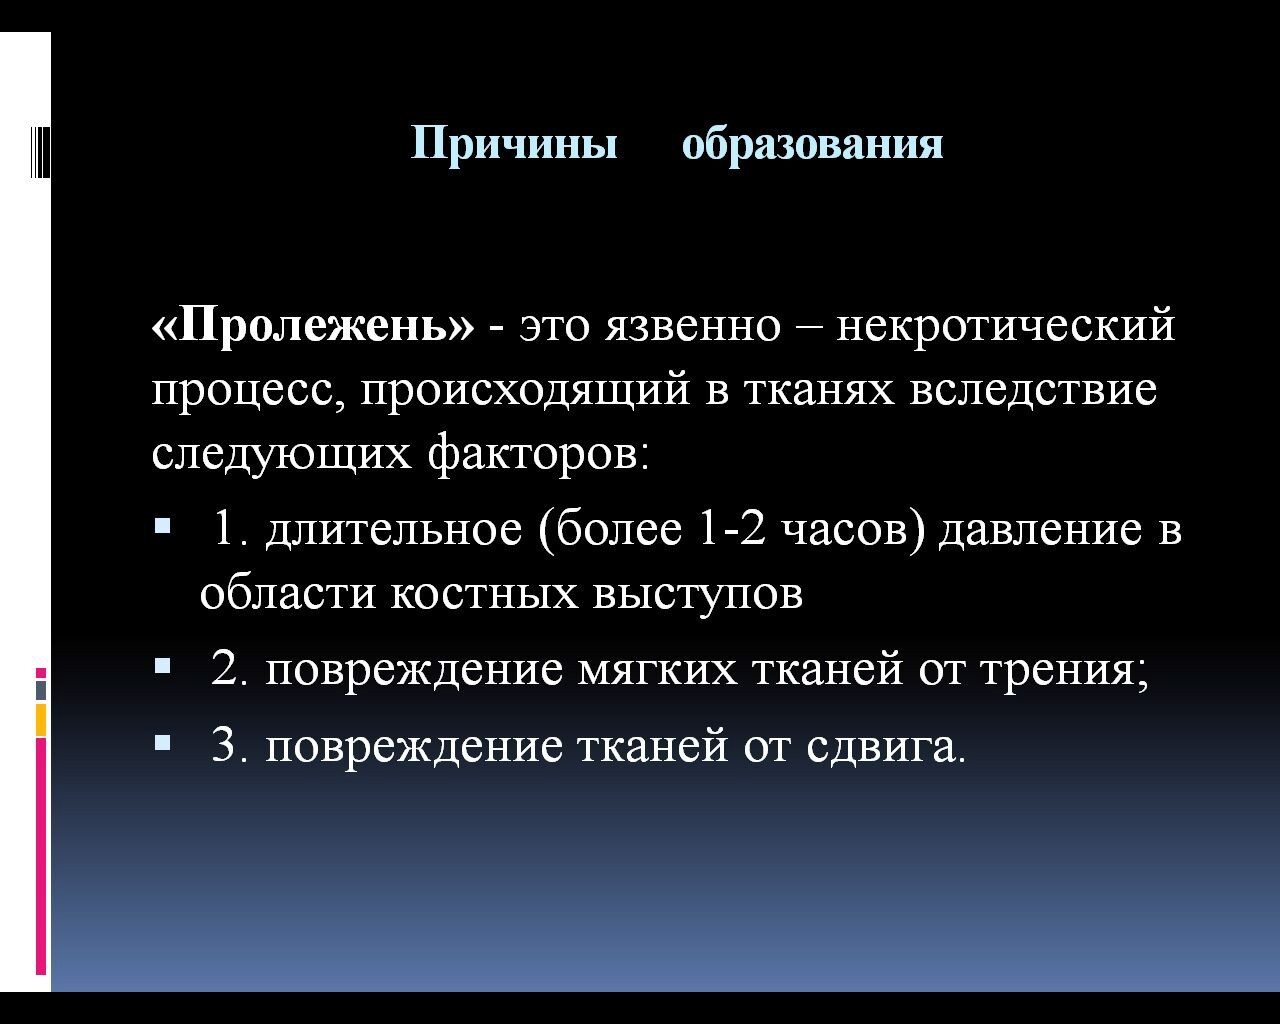 Причины образования
«Пролежень» - это язвенно – некротический
процесс, происходящий в тканях вследствие
следующих факторов:
1. длительное (более 1-2 часов) давление в
области костных выступов
2. повреждение мягких тканей от трения;
3. повреждение тканей от сдвига.